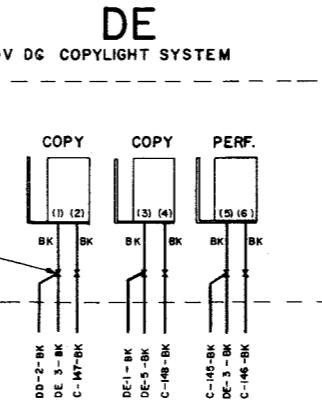 DE
V DC COPYLIGHT SYSTEM
COPY COPY PERF.
(1) (2) (3) (4) (5) (6)
BK BK BK BK BK BK
DD-2-BK
DE-3-BK
C-147-BK
DE-1-BK
DE-5-BK
C-148-BK
C-145-BK
DE-3-BK
C-146-BK